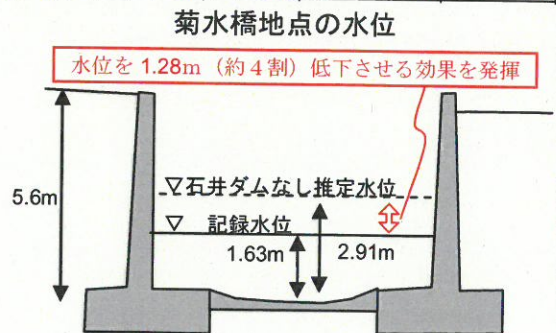 菊水橋地点の水位
水位を 1.28m（約４割）低下させる効果を発揮
▽石井ダムなし推定水位
5.6m
▽ 記録水位
1.63m
2.91m